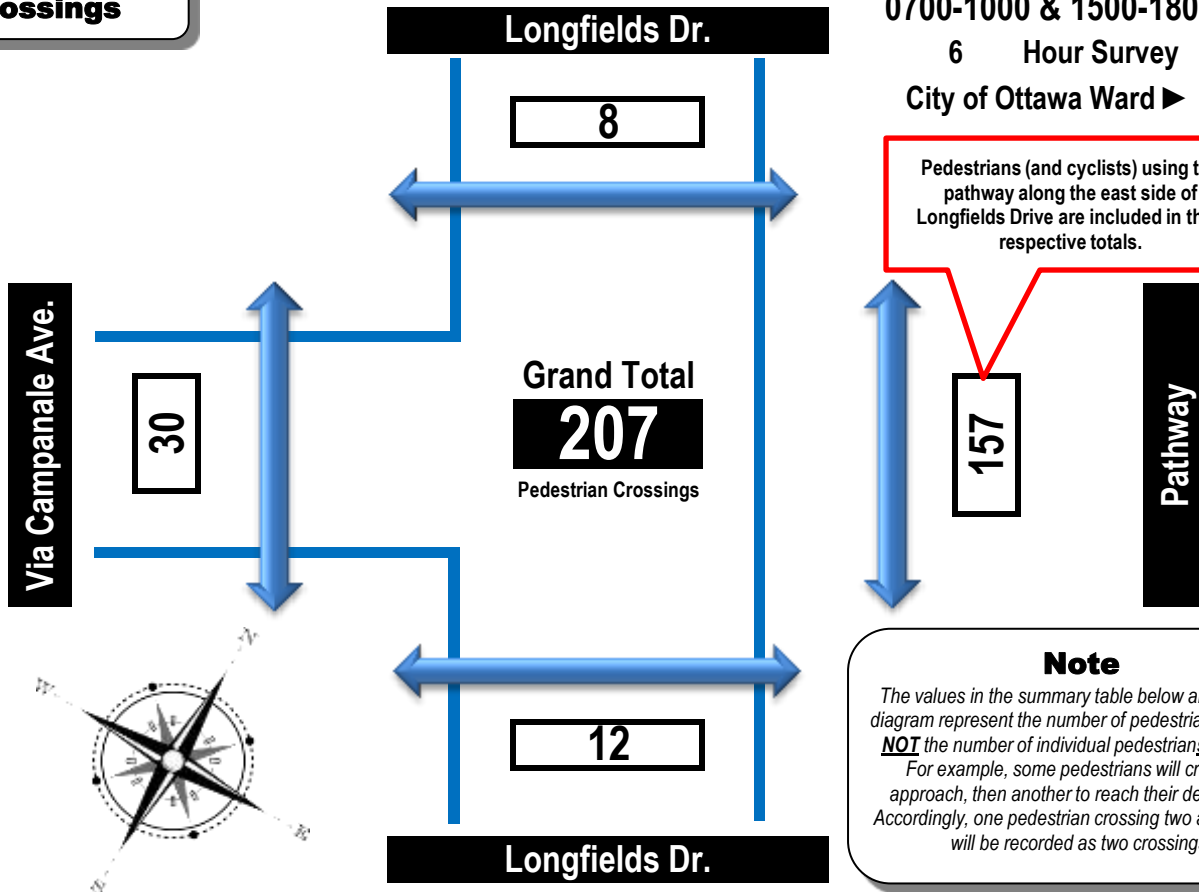 ossings
Longfields Dr.
0700-1000 & 1500-180
6 Hour Survey
City of Ottawa Ward ►
8
Pedestrians (and cyclists) using t
pathway along the east side of
Longfields Drive are included in th
respective totals.
Via Campanale Ave.
30
Grand Total
207
Pedestrian Crossings
157
Pathway
N
W
E
S
12
Longfields Dr.
Note
The values in the summary table below a
diagram represent the number of pedestria
NOT the number of individual pedestrians
For example, some pedestrians will cr
approach, then another to reach their de
Accordingly, one pedestrian crossing two a
will be recorded as two crossing